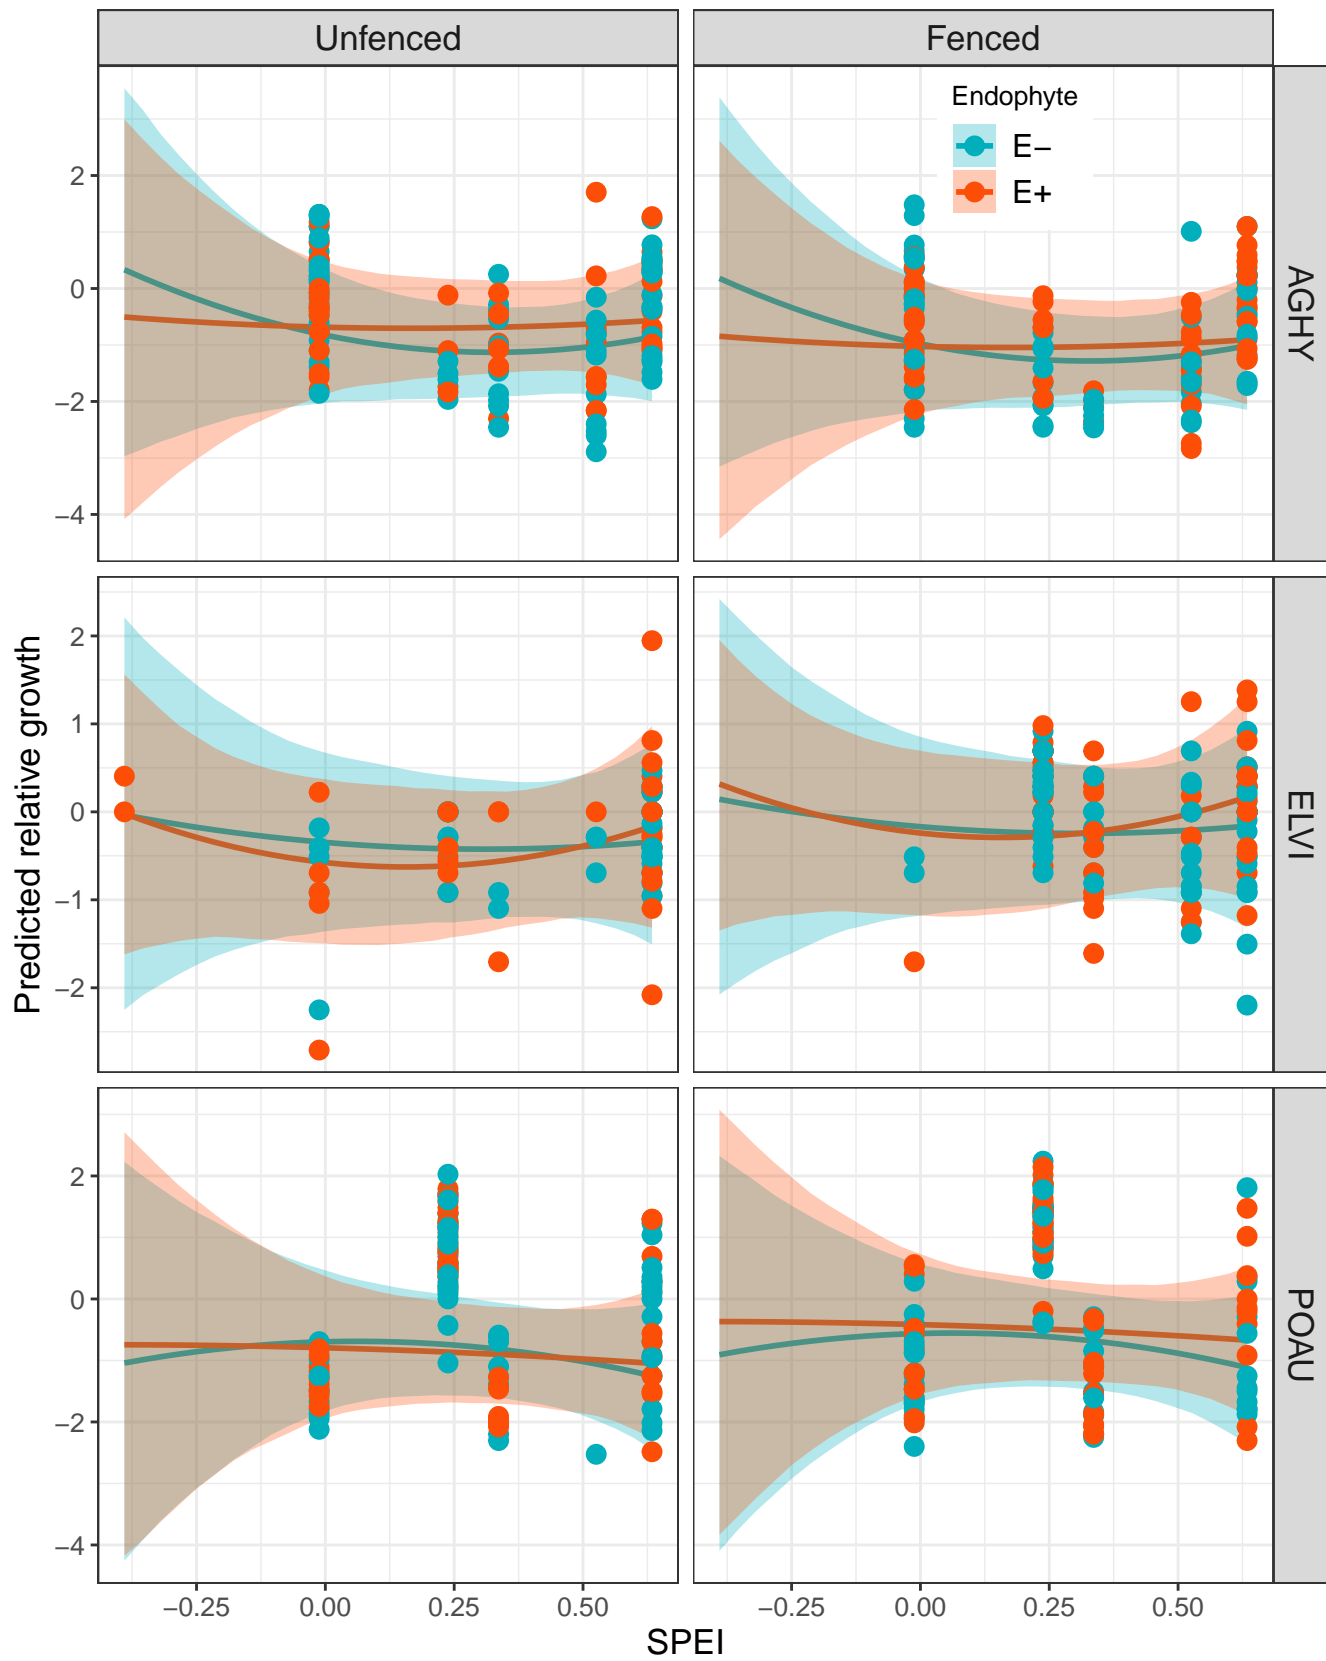 Unfenced
Fenced
Endophyte
E−
E+
2
0
−2
−4
AGHY
2
1
0
−1
−2
ELVI
Predicted relative growth
2
0
−2
−4
POAU
−0.25 0.00 0.25 0.50
−0.25 0.00 0.25 0.50
SPEI